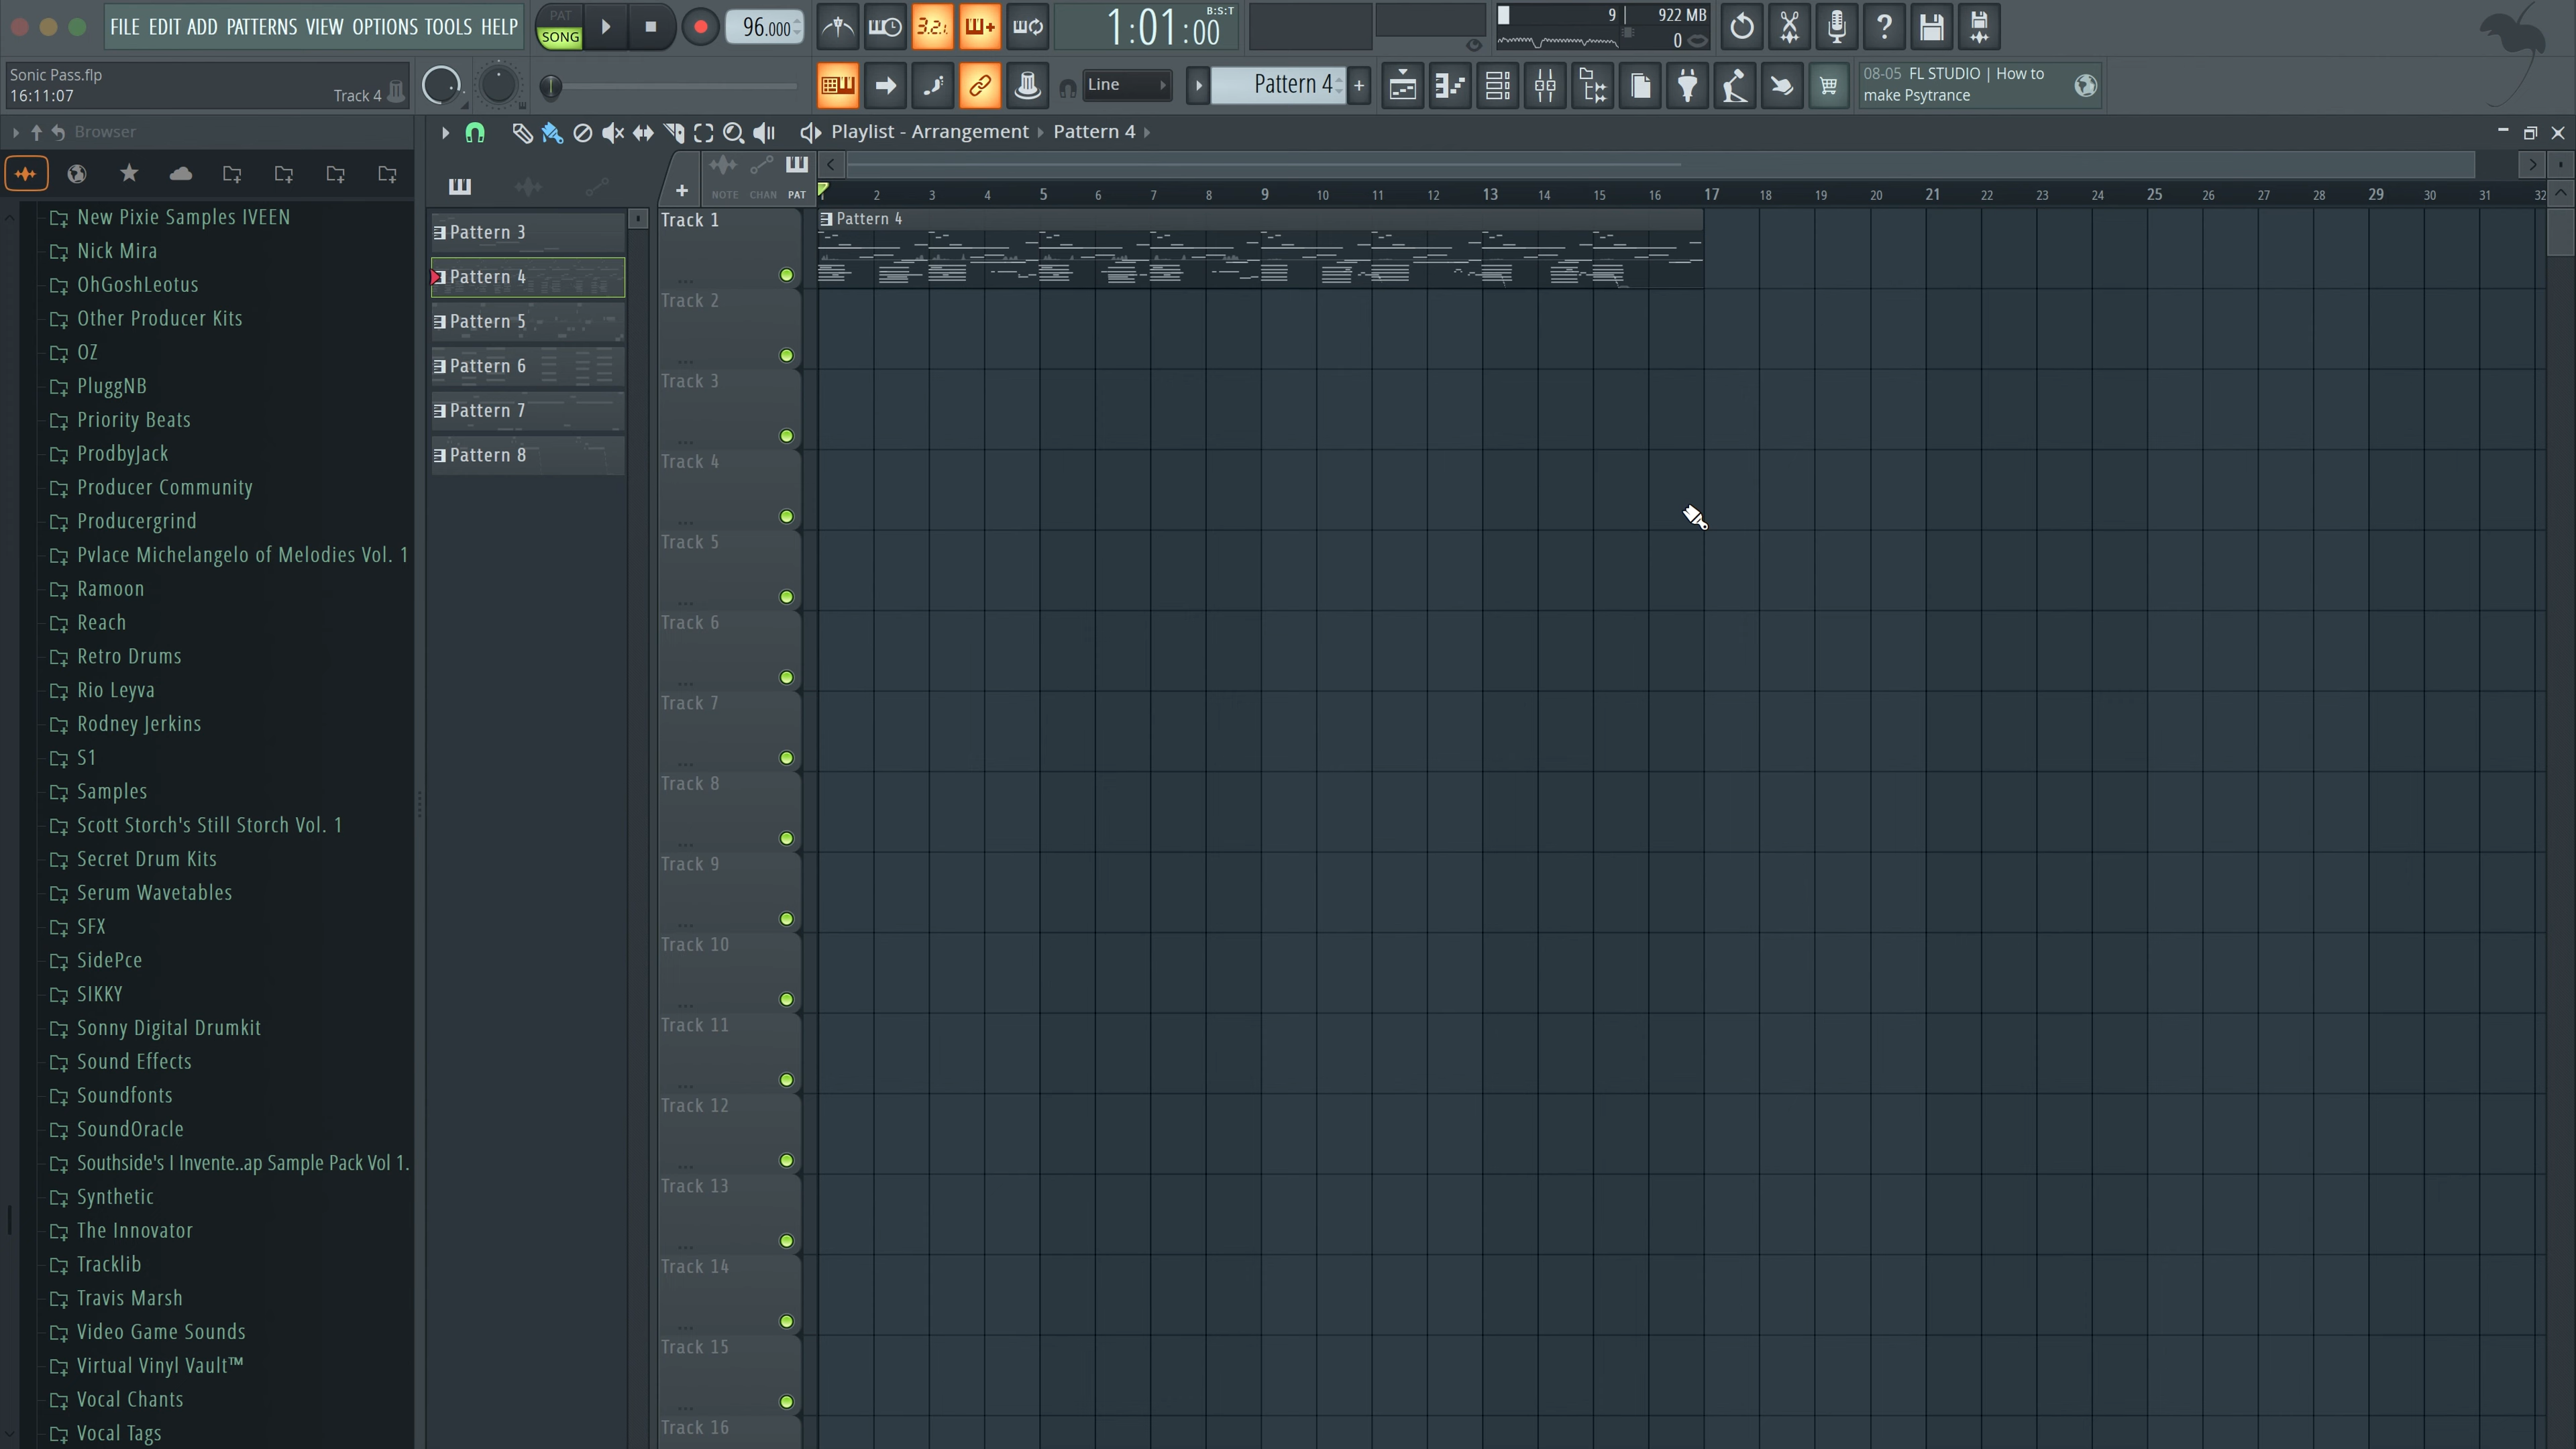 FILE EDIT ADD PATTERNS VIEW OPTIONS TOOLS HELP
PAT
SONG
96.000
3.2.
1:01:00
B:S:T
9
922 MB
0
Sonic Pass.flp
16:11:07
Track 4
Line
Pattern 4
+
08-05 FL STUDIO | How to
make Psytrance
Browser
Playlist - Arrangement
Pattern 4
NOTE
CHAN
PAT
2 3 4 5 6 7 8 9 10 11 12 13 14 15 16 17 18 19 20 21 22 23 24 25 26 27 28 29 30 31 32
New Pixie Samples IVEEN
Nick Mira
OhGoshLeotus
Other Producer Kits
OZ
PluggNB
Priority Beats
ProdbyJack
Producer Community
Producergrind
Pvlace Michelangelo of Melodies Vol. 1
Ramoon
Reach
Retro Drums
Rio Leyva
Rodney Jerkins
S1
Samples
Scott Storch's Still Storch Vol. 1
Secret Drum Kits
Serum Wavetables
SFX
SidePce
SIKKY
Sonny Digital Drumkit
Sound Effects
Soundfonts
SoundOracle
Southside's I Invente..ap Sample Pack Vol 1.
Synthetic
The Innovator
Tracklib
Travis Marsh
Video Game Sounds
Virtual Vinyl Vault™
Vocal Chants
Vocal Tags
Pattern 3
Pattern 4
Pattern 5
Pattern 6
Pattern 7
Pattern 8
Track 1
Pattern 4
Track 2
Track 3
Track 4
Track 5
Track 6
Track 7
Track 8
Track 9
Track 10
Track 11
Track 12
Track 13
Track 14
Track 15
Track 16